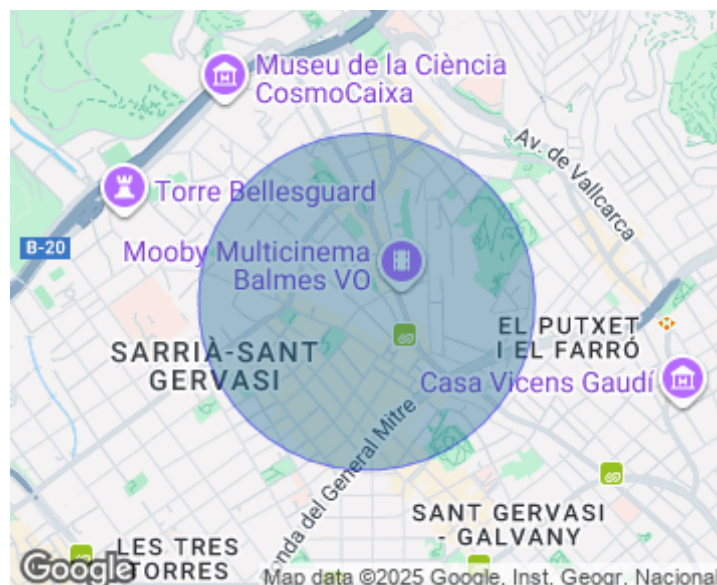 Museu de la Ciència
CosmoCaixa
Av. de Vallcarca
Torre Bellesguard
B-20
Mooby Multicinema
Balmes VO
EL PUTXET
I EL FARRÓ
SARRIÀ-SANT
GERVASI
Casa Vicens Gaudí
onda del General Mitre
SANT GERVASI
- GALVANY
LES TRES
TORRES
Google
Map data ©2025 Google, Inst. Geogr. Nacional